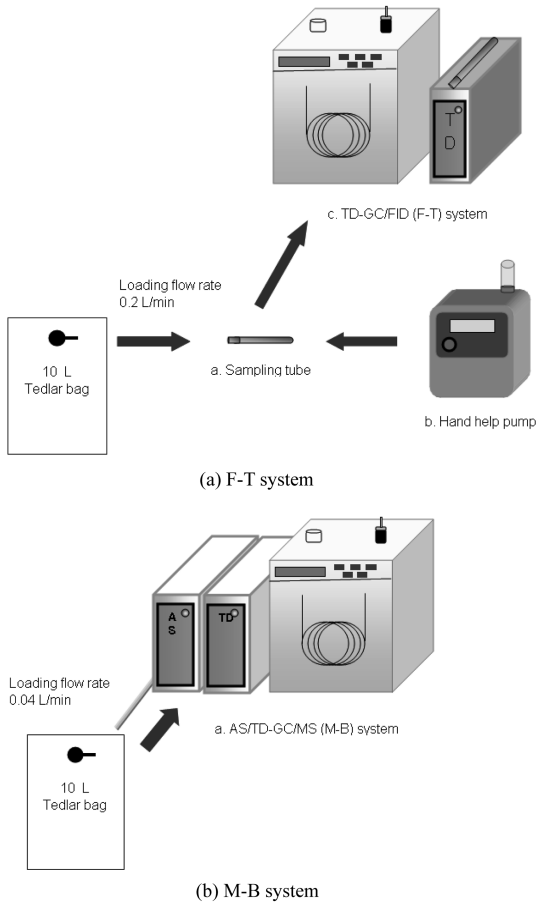 T
D
c. TD-GC/FID (F-T) system
Loading flow rate
0.2 L/min
10 L
Tedlar bag
a. Sampling tube
b. Hand help pump
(a) F-T system
A
S
TD
Loading flow rate
0.04 L/min
a. AS/TD-GC/MS (M-B) system
10 L
Tedlar bag
(b) M-B system